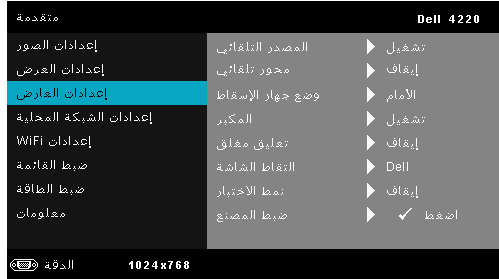 متقدمة Dell 4220
إعدادات الصور
إعدادات العرض
إعدادات العارض
إعدادات الشبكة المحلية
إعدادات WiFi
ضبط القائمة
ضبط الطاقة
معلومات
المصدر التلقائي تشغيل
محور تلقائي إيقاف
وضع جهاز الإسقاط الأمام
المكبر تشغيل
تعليق مغلق إيقاف
التقاط الشاشة Dell
نمط الاختبار إيقاف
ضبط المصنع اضغط
الدقة 1024x768